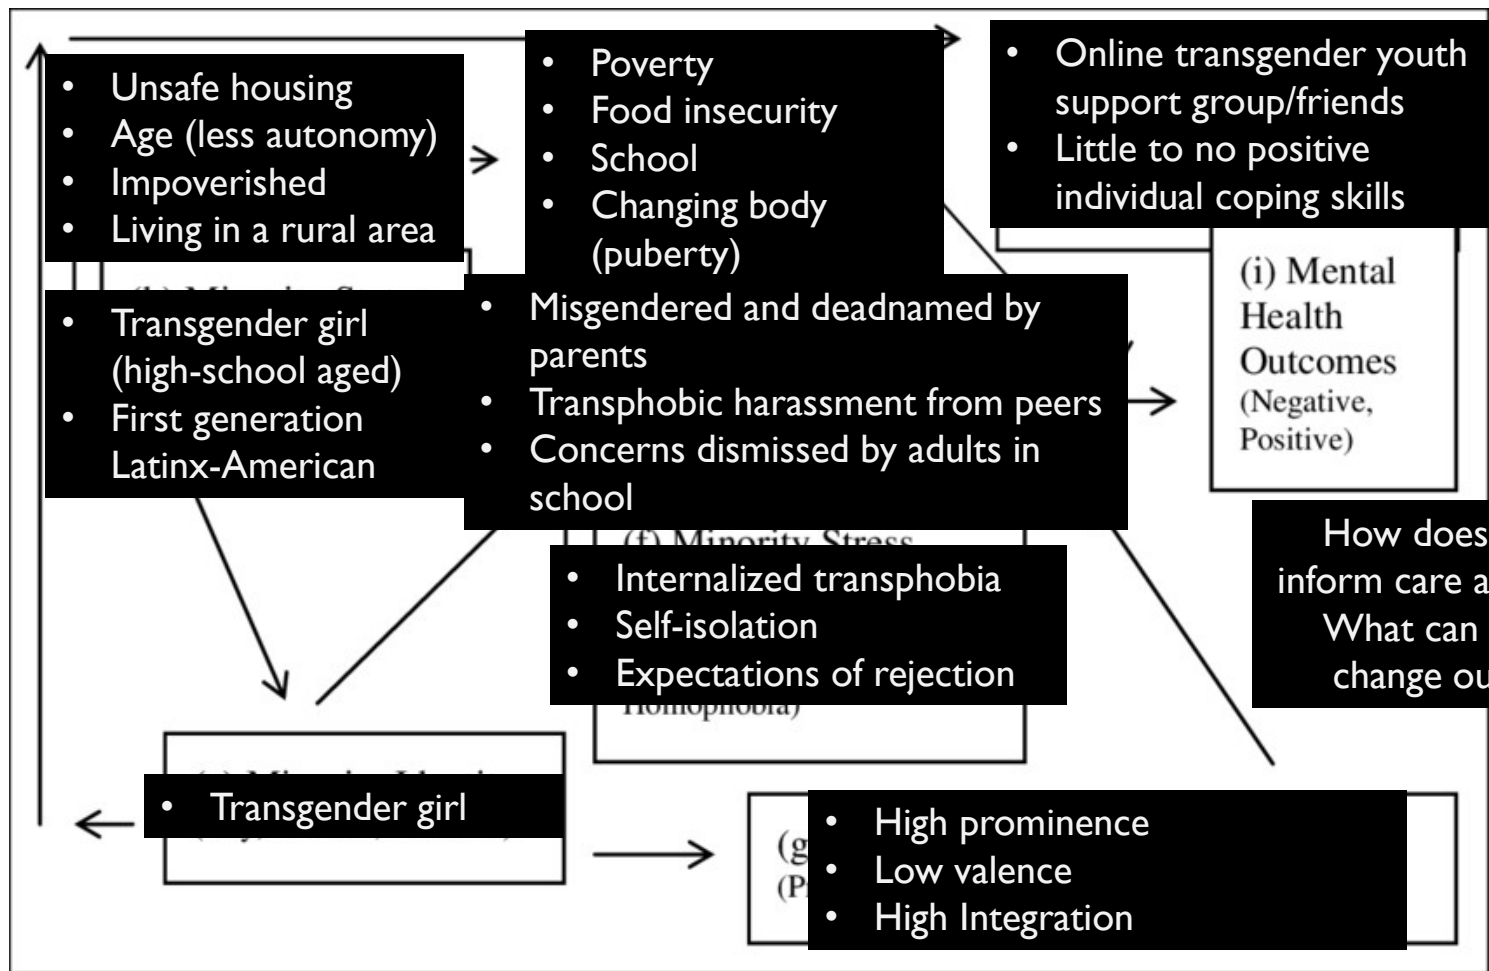 • Unsafe housing
• Age (less autonomy)
• Impoverished
• Living in a rural area
• Poverty
• Food insecurity
• School
• Changing body
(puberty)
• Online transgender youth
support group/friends
• Little to no positive
individual coping skills
• Transgender girl
(high-school aged)
• First generation
Latinx-American
• Misgendered and deadnamed by
parents
• Transphobic harassment from peers
• Concerns dismissed by adults in
school
(i) Mental
Health
Outcomes
(Negative,
Positive)
(f) Minority Stress
• Internalized transphobia
• Self-isolation
• Expectations of rejection
Homophobia)
How does
inform care a
What can
change ou
• Transgender girl
(g
(P
• High prominence
• Low valence
• High Integration